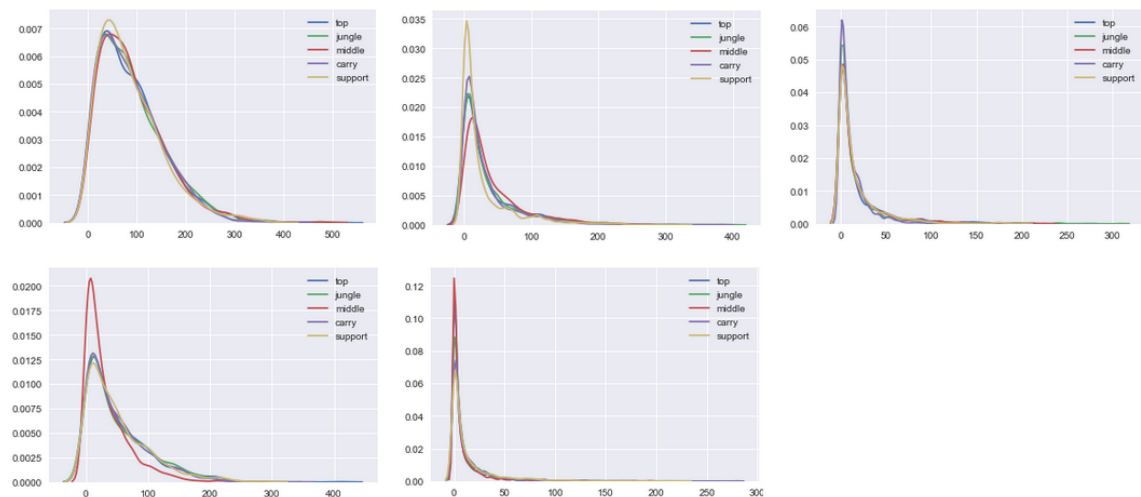 0.007
0.006
0.005
0.004
0.003
0.002
0.001
0.000
0 100 200 300 400 500
top
jungle
middle
carry
support
0.035
0.030
0.025
0.020
0.015
0.010
0.005
0.000
0 100 200 300 400
top
jungle
middle
carry
support
0.06
0.05
0.04
0.03
0.02
0.01
0.00
0 50 100 150 200 250 300
top
jungle
middle
carry
support
0.0200
0.0175
0.0150
0.0125
0.0100
0.0075
0.0050
0.0025
0.0000
0 100 200 300 400
top
jungle
middle
carry
support
0.12
0.10
0.08
0.06
0.04
0.02
0.00
0 50 100 150 200 250 300
top
jungle
middle
carry
support